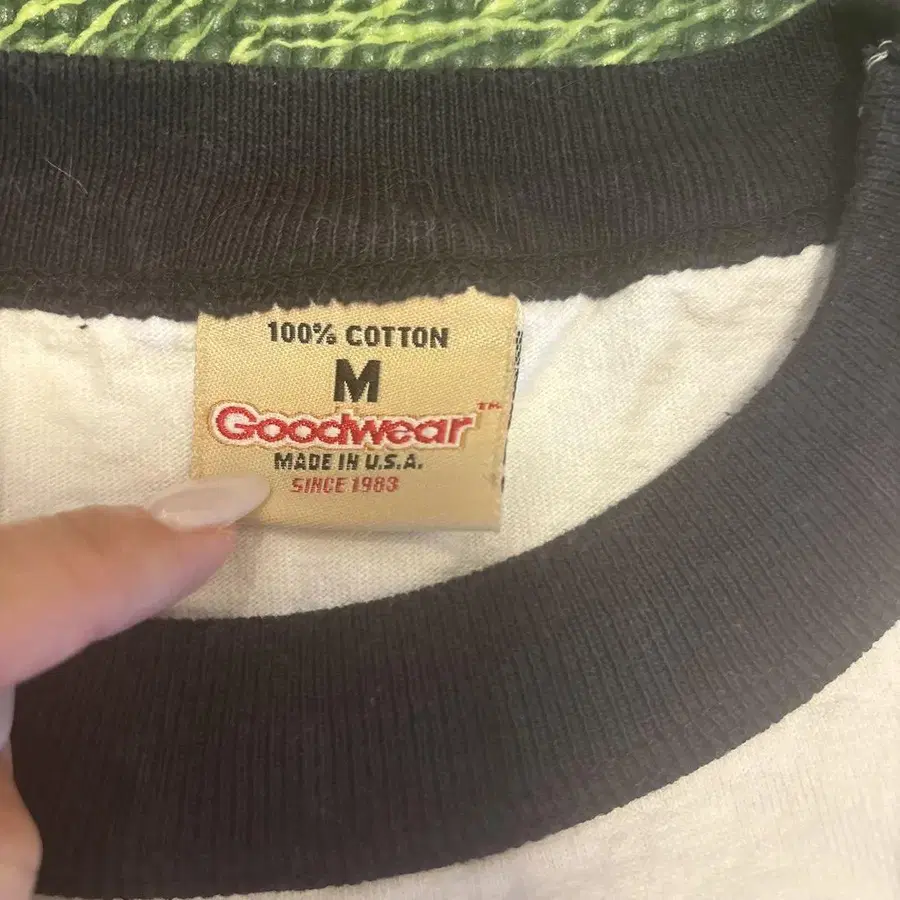 100% COTTON
M
Goodwear™
MADE IN U.S.A.
SINCE 1983